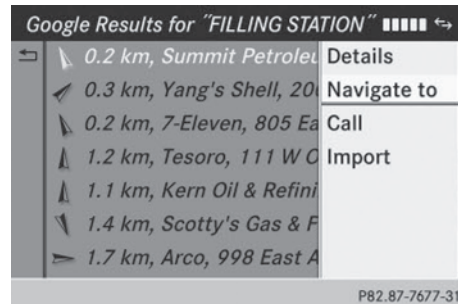 Google Results for ″FILLING STATION″
0.2 km, Summit Petroleu
0.3 km, Yang's Shell, 20
0.2 km, 7-Eleven, 805 Ea
1.2 km, Tesoro, 111 W O
1.1 km, Kern Oil & Refini
1.4 km, Scotty's Gas & F
1.7 km, Arco, 998 East A
Details
Navigate to
Call
Import
P82.87-7677-31